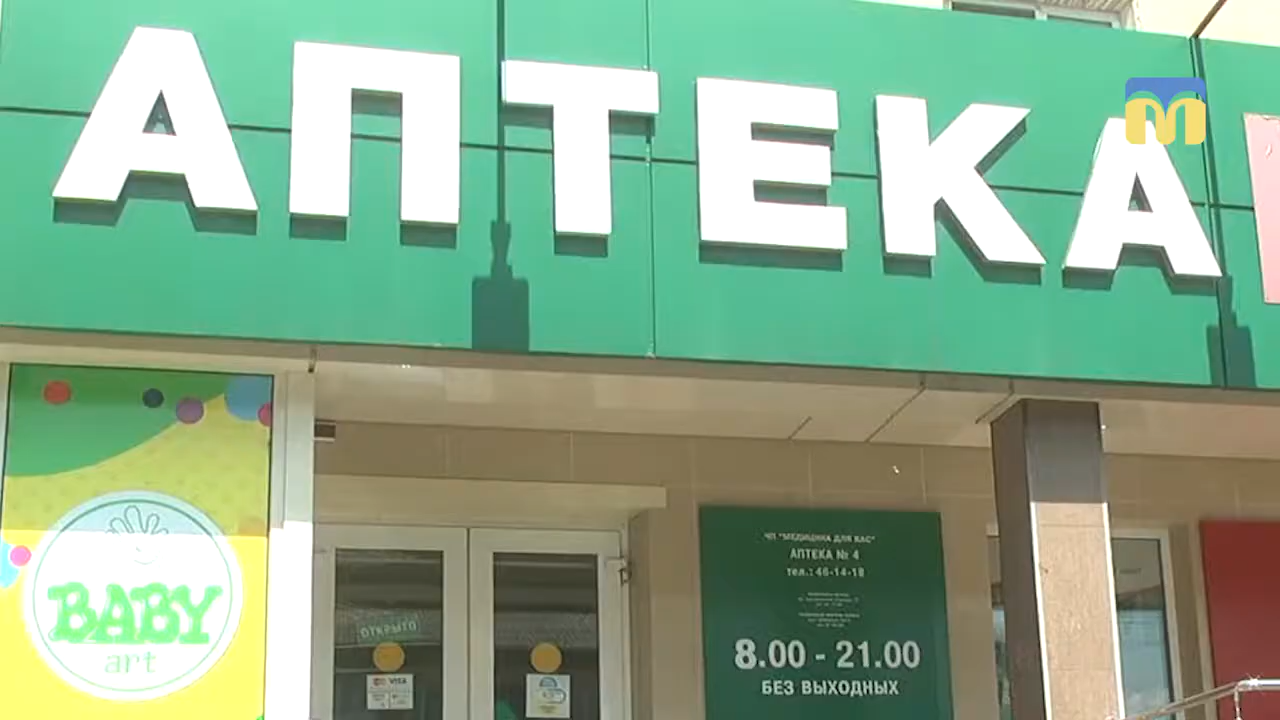 АПТЕКА
BABY
art
ОТКРЫТО
VISA
ЧП "МЕДИЦИНА ДЛЯ ВАС"
АПТЕКА № 4
тел.: 46-14-18
8.00 - 21.00
БЕЗ ВЫХОДНЫХ